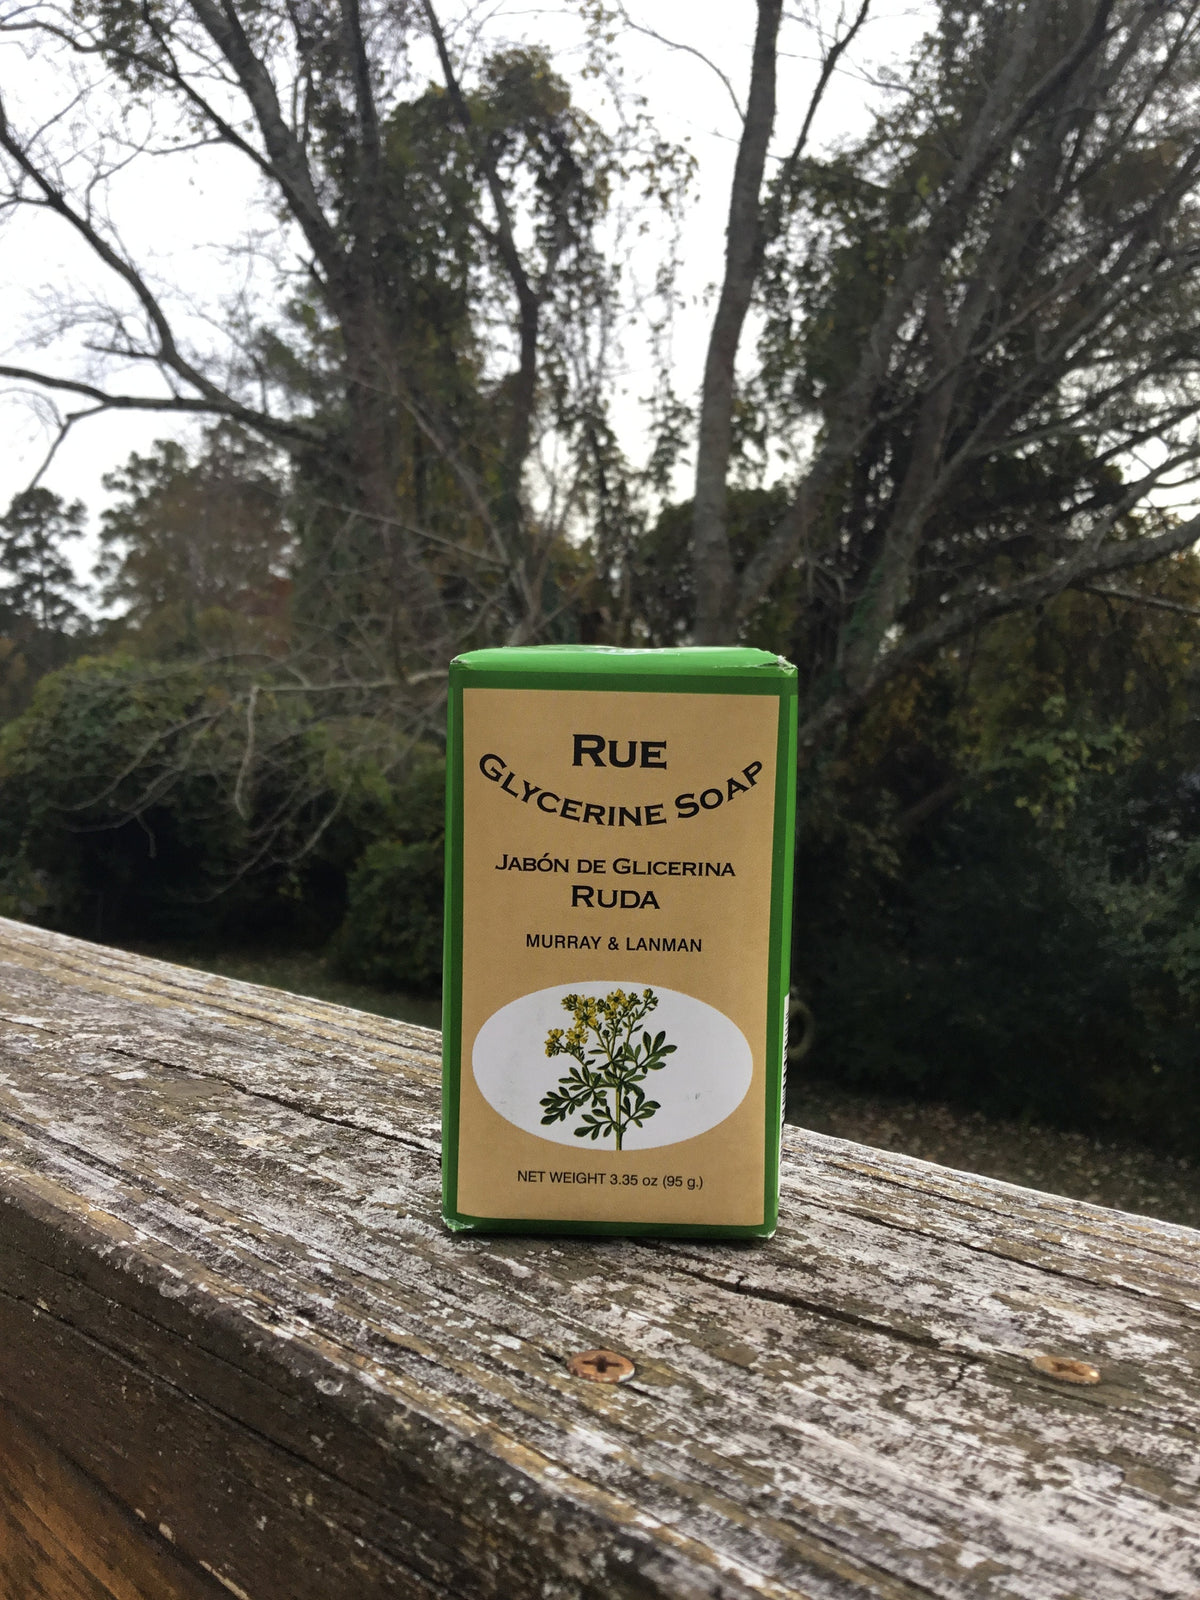 RUE
GLYCERINE SOAP
JABÓN DE GLICERINA
RUDA
MURRAY & LANMAN
NET WEIGHT 3.35 oz (95 g.)